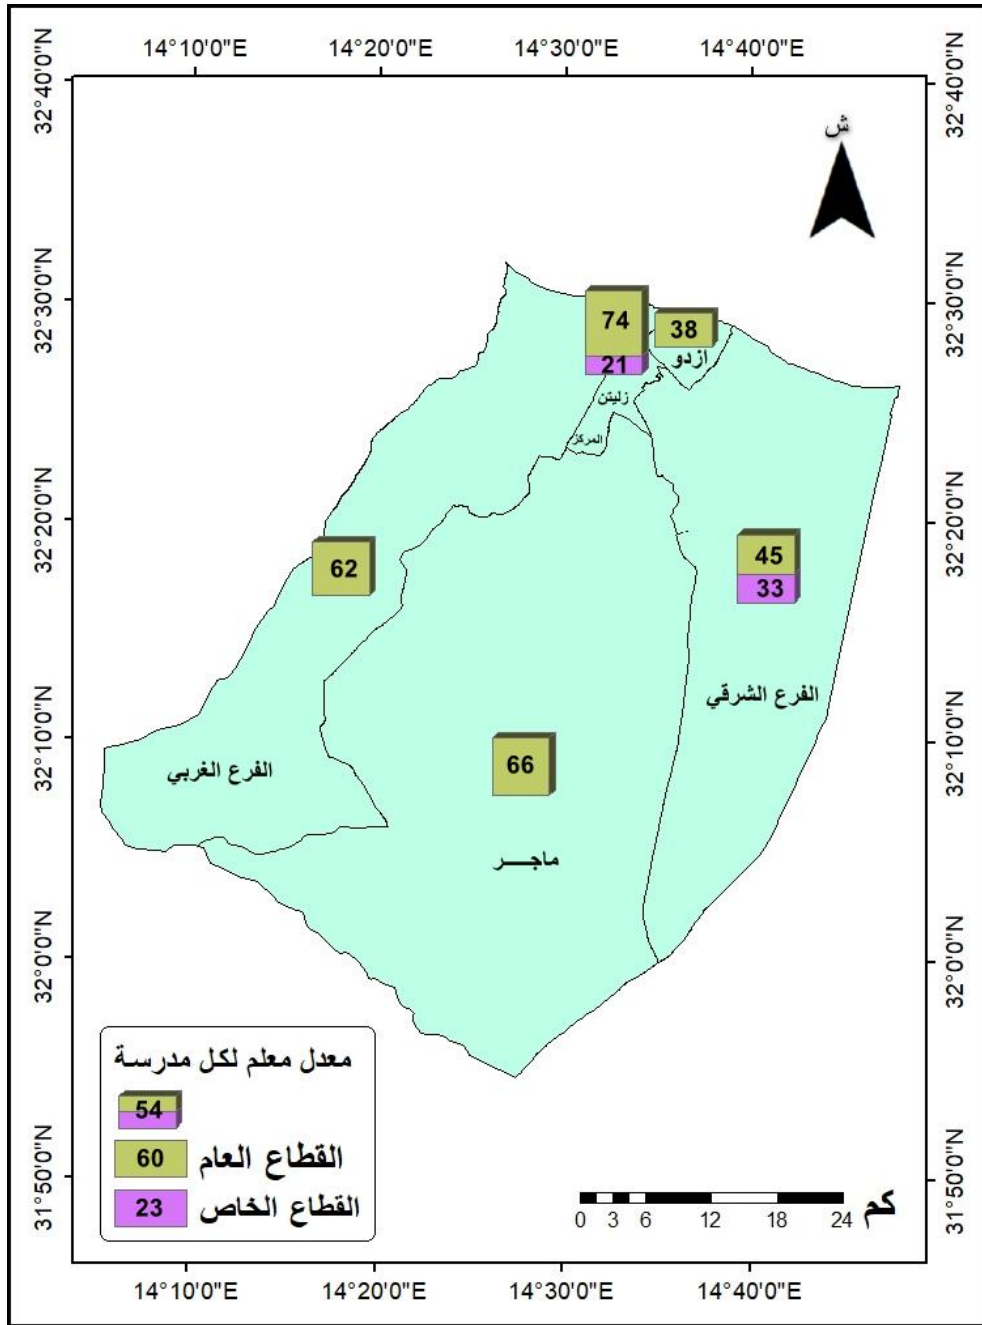 14°10'0"E 14°20'0"E 14°30'0"E 14°40'0"E
32°40'0"N
32°40'0"N
ش
32°30'0"N
32°30'0"N
74
38
21
ازدو
زليتن
المركز
32°20'0"N
32°20'0"N
62
45
33
الفرع الشرقي
32°10'0"N
32°10'0"N
66
الفرع الغربي
ماجـــــر
32°0'0"N
32°0'0"N
معدل معلم لكل مدرسة
54
القطاع العام 60
القطاع الخاص 23
31°50'0"N
31°50'0"N
كم
0 3 6 12 18 24
14°10'0"E 14°20'0"E 14°30'0"E 14°40'0"E